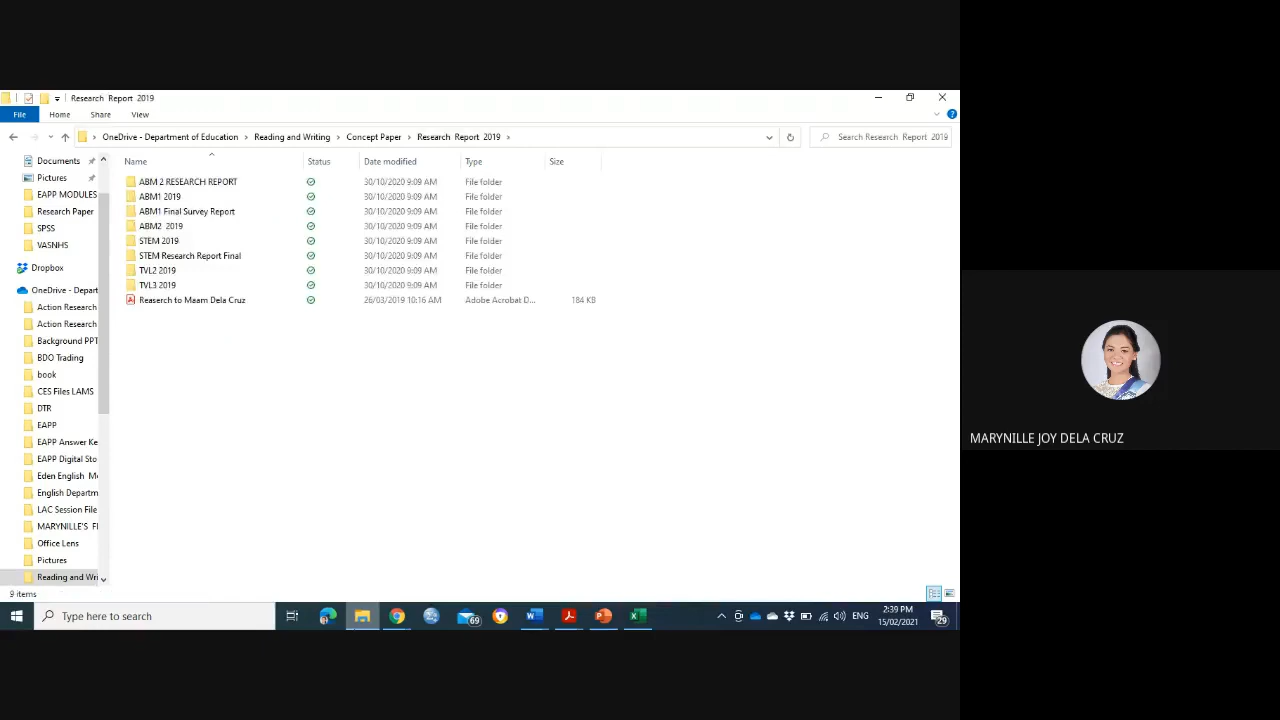 Research Report 2019
File Home Share View
OneDrive - Department of Education > Reading and Writing > Concept Paper > Research Report 2019 >
Search Research Report 2019
Name Status Date modified Type Size
ABM 2 RESEARCH REPORT 30/10/2020 9:09 AM File folder
ABM1 2019 30/10/2020 9:09 AM File folder
ABM1 Final Survey Report 30/10/2020 9:09 AM File folder
ABM2 2019 30/10/2020 9:09 AM File folder
STEM 2019 30/10/2020 9:09 AM File folder
STEM Research Report Final 30/10/2020 9:09 AM File folder
TVL2 2019 30/10/2020 9:09 AM File folder
TVL3 2019 30/10/2020 9:09 AM File folder
Reaserch to Maam Dela Cruz 26/03/2019 10:16 AM Adobe Acrobat D... 184 KB
Documents
Pictures
EAPP MODULES
Research Paper
SPSS
VASNHS
Dropbox
OneDrive - Depart
Action Research
Action Research
Background PPT
BDO Trading
book
CES Files LAMS
DTR
EAPP
EAPP Answer Ke
EAPP Digital Sto
Eden English Me
English Departm
LAC Session File
MARYNILLE'S FI
Office Lens
Pictures
Reading and Wri
9 items
Type here to search
69
ENG
2:39 PM
15/02/2021
29
MARYNILLE JOY DELA CRUZ